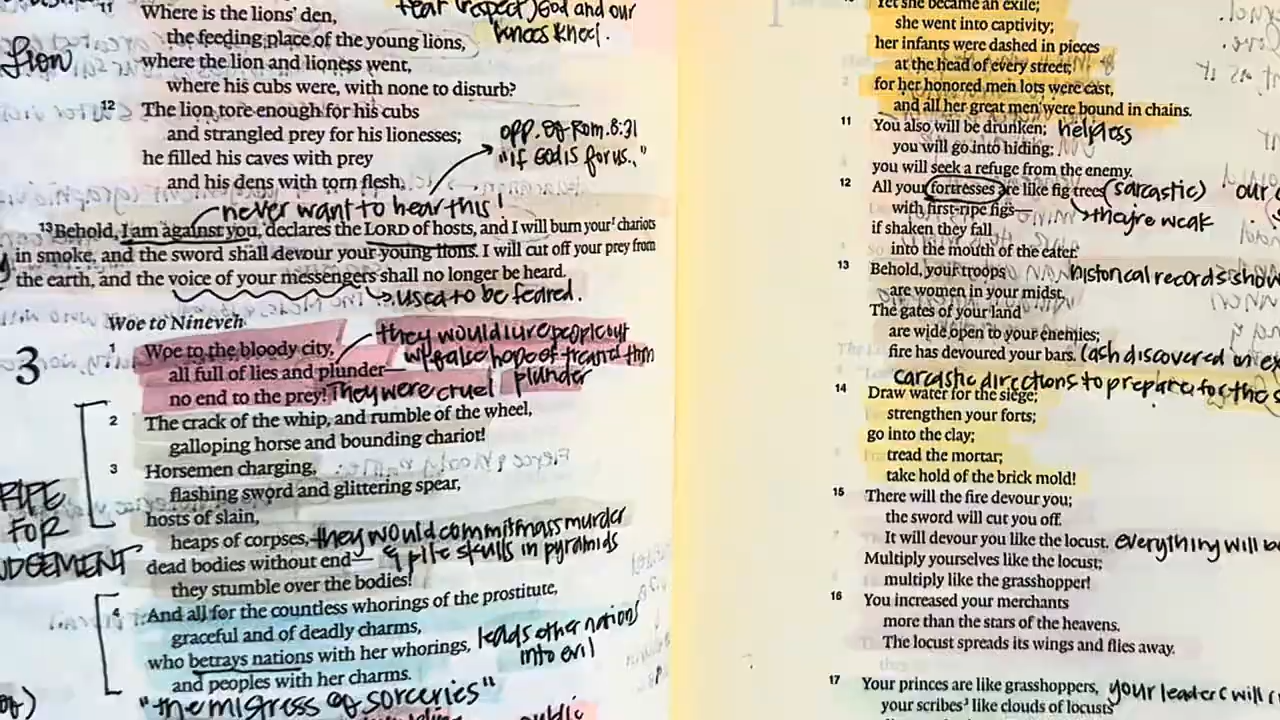 fear (respect) God and our
knees knock.
11 Where is the lions' den,
the feeding place of the young lions,
Lion
where the lion and lioness went,
where his cubs were, with none to disturb?
12 The lion tore enough for his cubs
and strangled prey for his lionesses;
he filled his caves with prey
and his dens with torn flesh.
opp. of Rom. 8:31
"if God is for us.."
never want to hear this!
13 Behold, I am against you, declares the LORD of hosts, and I will burn your¹ chariots
in smoke, and the sword shall devour your young lions. I will cut off your prey from
the earth, and the voice of your messengers shall no longer be heard.
used to be feared.
Woe to Nineveh
3
1 Woe to the bloody city,
all full of lies and plunder—
no end to the prey!
they would lure people out
w/ false hope of treat
plunder
They were cruel
2 The crack of the whip, and rumble of the wheel,
galloping horse and bounding chariot!
3 Horsemen charging,
flashing sword and glittering spear,
hosts of slain,
heaps of corpses,
dead bodies without end—
they stumble over the bodies!
they would commit mass murder
& pile skulls in pyramids
RIPE
FOR
JDGEMENT
4 And all for the countless whorings of the prostitute,
graceful and of deadly charms,
who betrays nations with her whorings,
and peoples with her charms.
leads other nations
into evil
"the mistress of sorceries"
public
Yet she became an exile;
she went into captivity;
her infants were dashed in pieces
at the head of every street;
for her honored men lots were cast,
and all her great men were bound in chains.
11 You also will be drunken; helpless
you will go into hiding;
you will seek a refuge from the enemy.
12 All your fortresses are like fig trees (sarcastic) our
with first-ripe figs— they're weak
if shaken they fall
into the mouth of the eater.
13 Behold, your troops historical records show
are women in your midst.
The gates of your land
are wide open to your enemies;
fire has devoured your bars. (ash discovered on ex
sarcastic directions to prepare for the s
14 Draw water for the siege;
strengthen your forts;
go into the clay;
tread the mortar;
take hold of the brick mold!
15 There will the fire devour you;
the sword will cut you off.
It will devour you like the locust. everything will be
Multiply yourselves like the locust;
multiply like the grasshopper!
16 You increased your merchants
more than the stars of the heavens.
The locust spreads its wings and flies away.
17 Your princes are like grasshoppers, your leaders will
your scribes³ like clouds of locusts